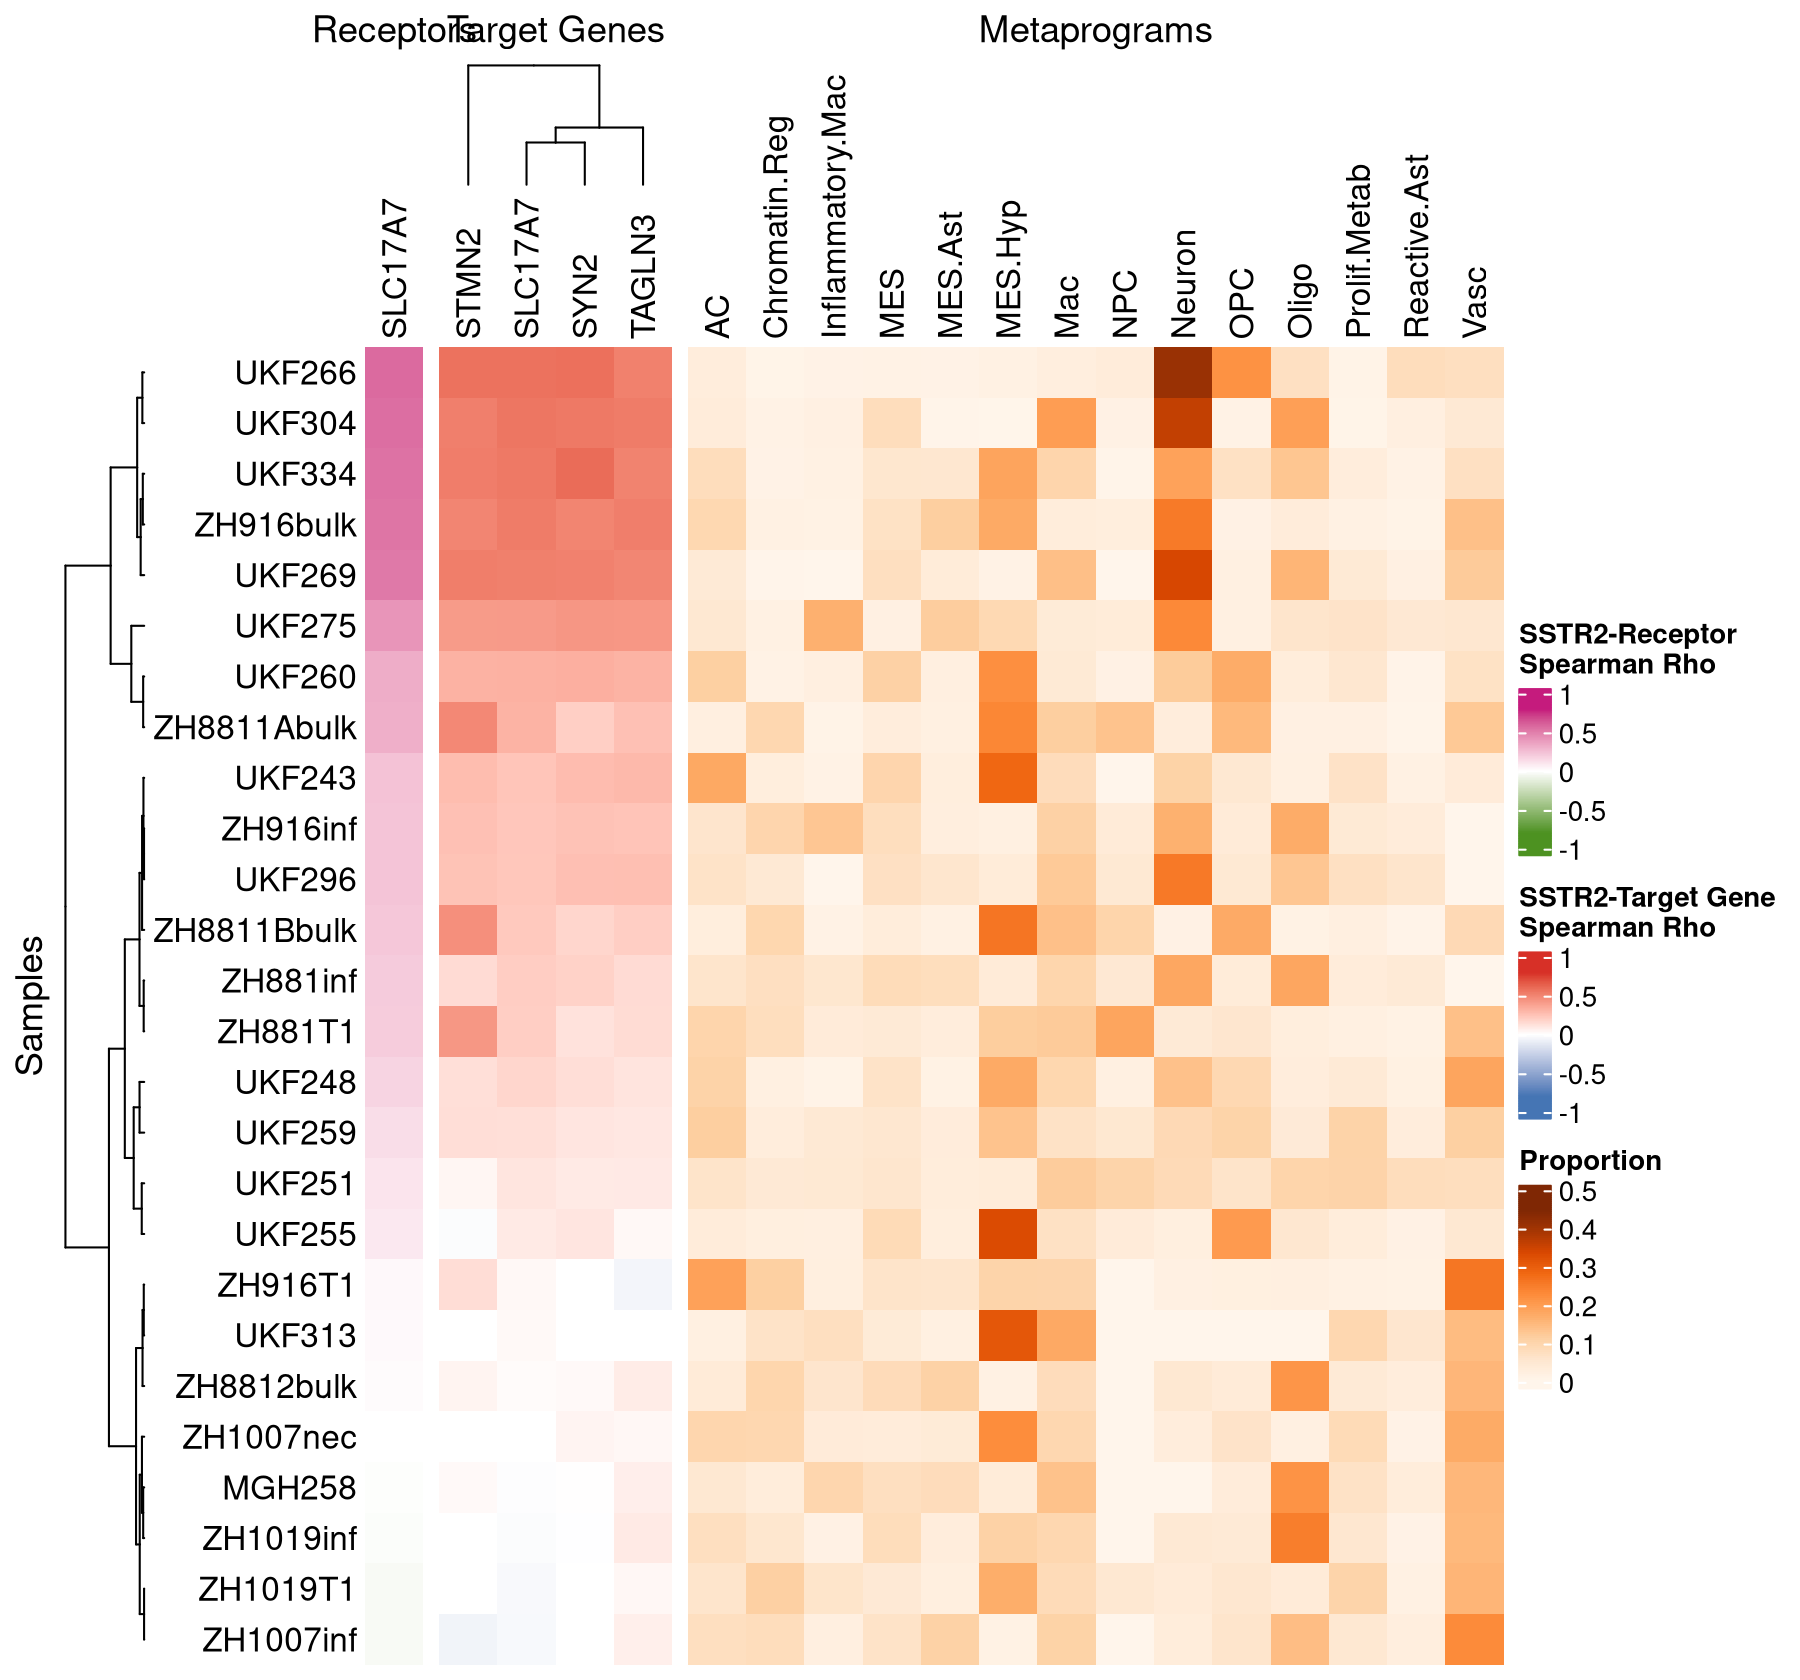 Receptors
Target Genes
Metaprograms
SLC17A7
STMN2
SLC17A7
SYN2
TAGLN3
AC
Chromatin.Reg
Inflammatory.Mac
MES
MES.Ast
MES.Hyp
Mac
NPC
Neuron
OPC
Oligo
Prolif.Metab
Reactive.Ast
Vasc
Samples
UKF266
UKF304
UKF334
ZH916bulk
UKF269
UKF275
UKF260
ZH8811Abulk
UKF243
ZH916inf
UKF296
ZH8811Bbulk
ZH881inf
ZH881T1
UKF248
UKF259
UKF251
UKF255
ZH916T1
UKF313
ZH8812bulk
ZH1007nec
MGH258
ZH1019inf
ZH1019T1
ZH1007inf
SSTR2-Receptor
Spearman Rho
1
0.5
0
-0.5
-1
SSTR2-Target Gene
Spearman Rho
1
0.5
0
-0.5
-1
Proportion
0.5
0.4
0.3
0.2
0.1
0